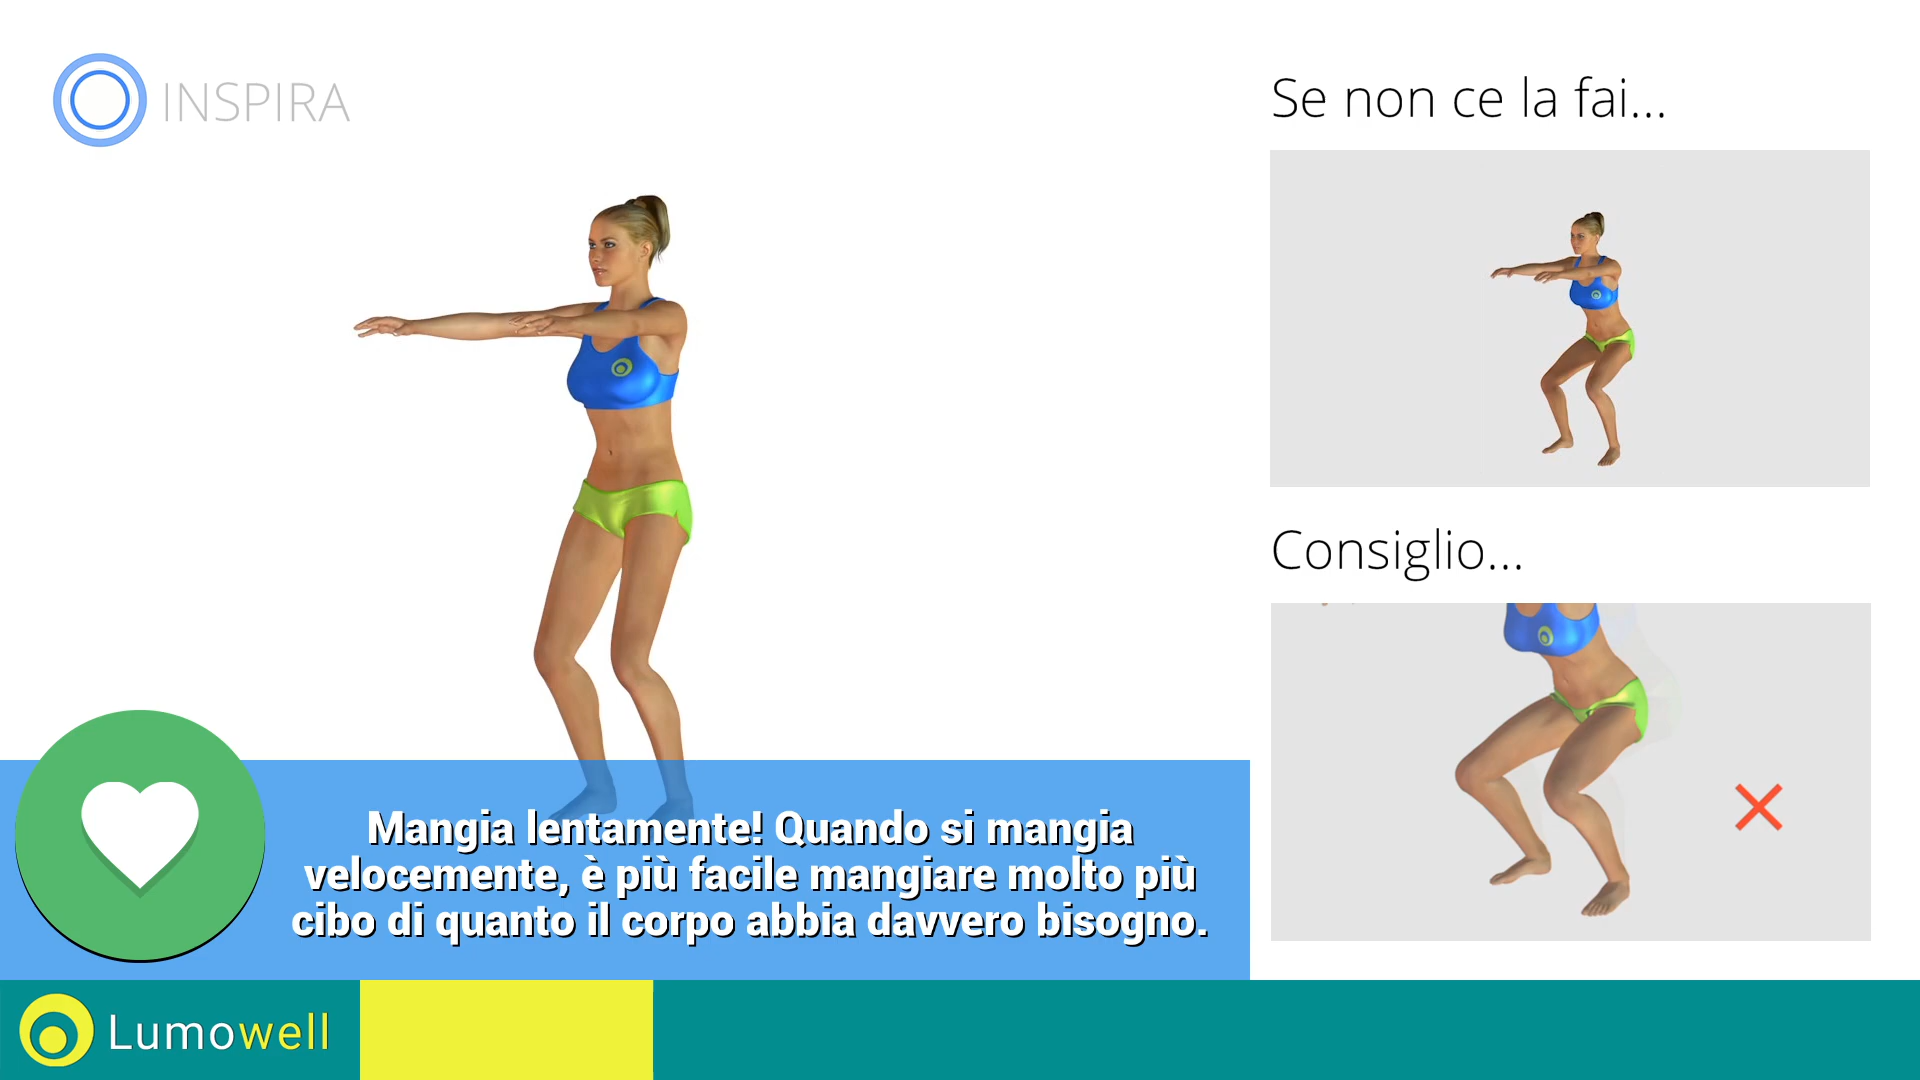 INSPIRA
Se non ce la fai...
Consiglio...
Mangia lentamente! Quando si mangia
velocemente, è più facile mangiare molto più
cibo di quanto il corpo abbia davvero bisogno.
Lumowell